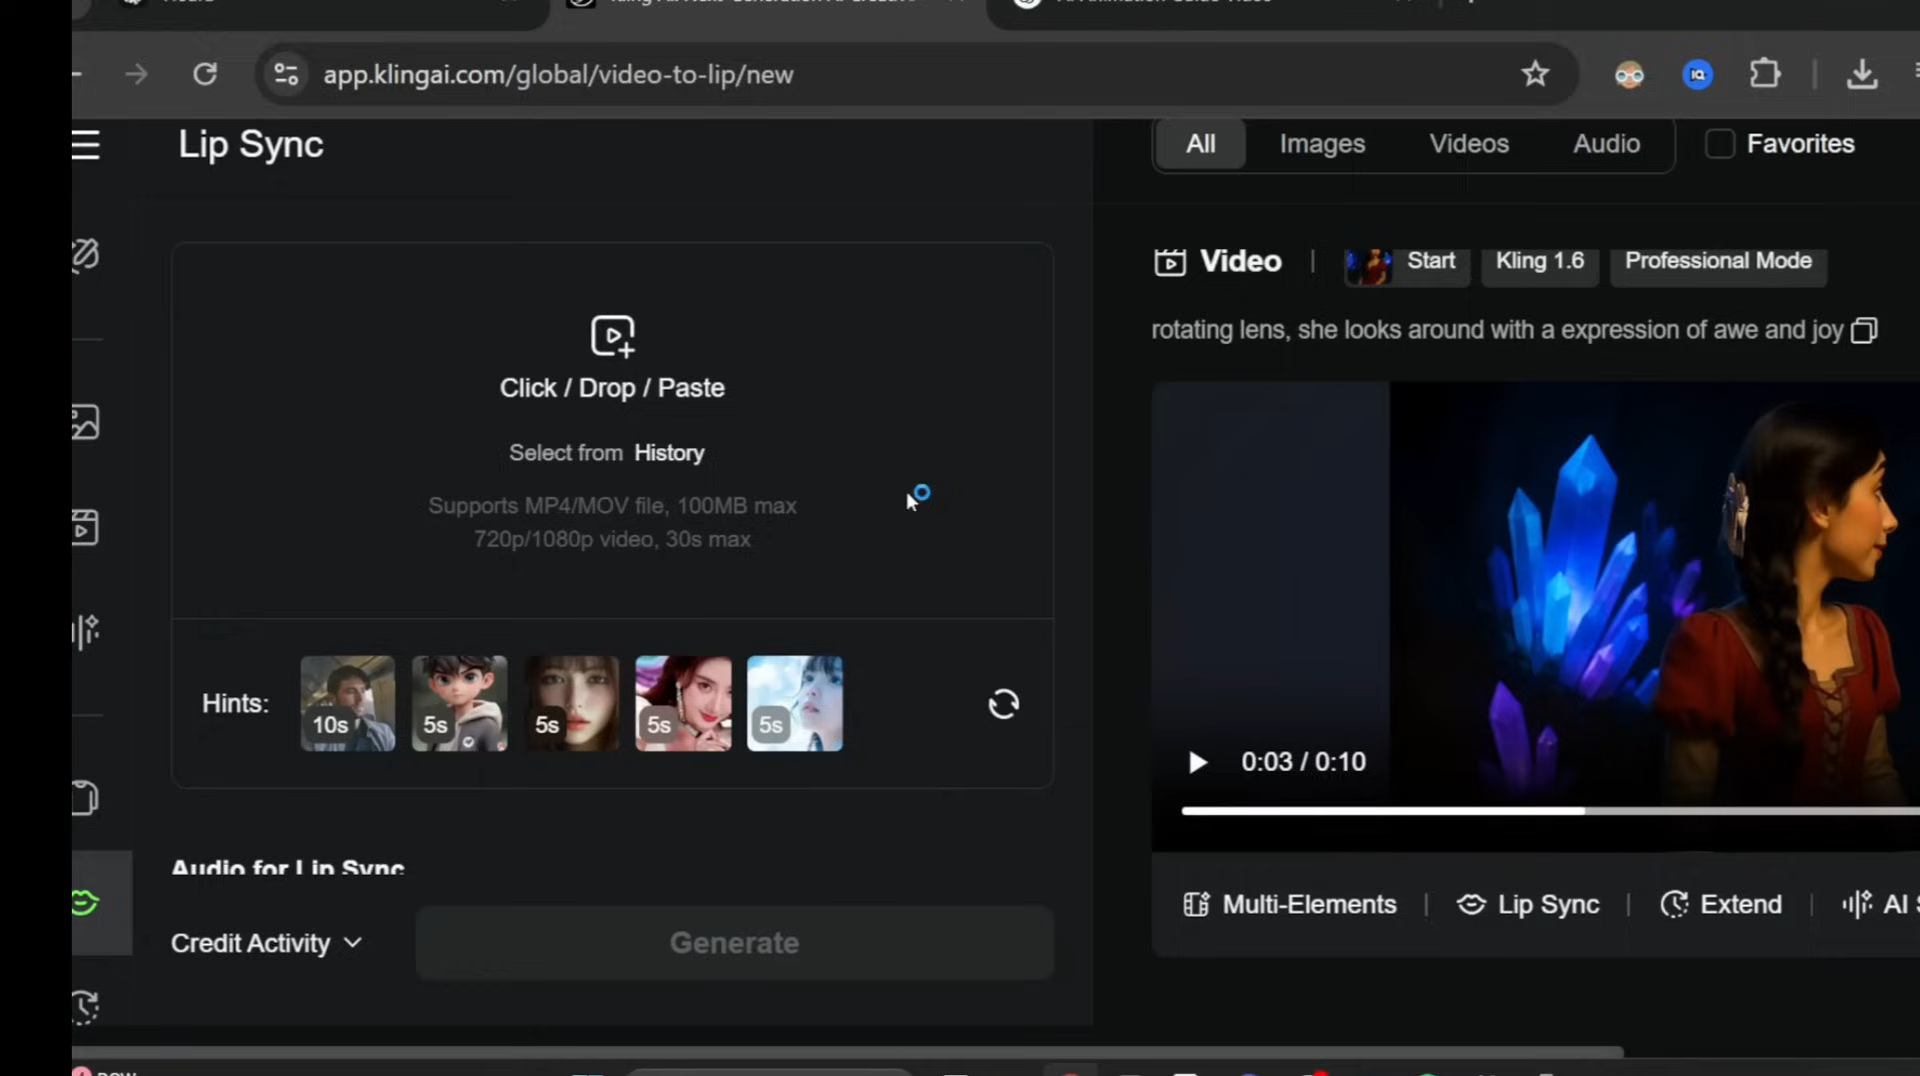 app.klingai.com/global/video-to-lip/new
Lip Sync
All
Images
Videos
Audio
Favorites
Video
Start
Kling 1.6
Professional Mode
rotating lens, she looks around with a expression of awe and joy
Click / Drop / Paste
Select from History
Supports MP4/MOV file, 100MB max
720p/1080p video, 30s max
Hints:
10s
5s
5s
5s
5s
0:03 / 0:10
Audio for Lip Sync
Multi-Elements
Lip Sync
Extend
AI
Credit Activity
Generate